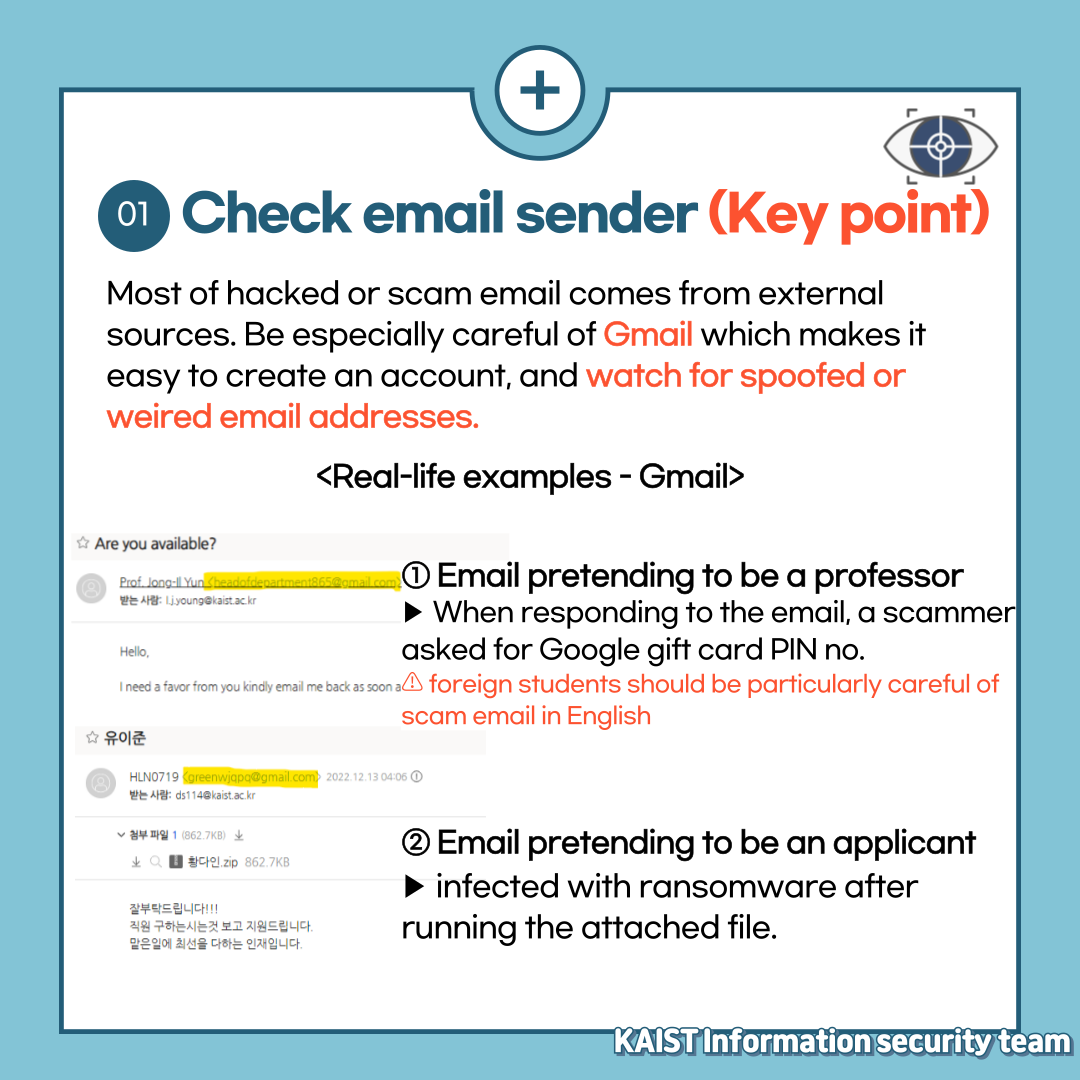 01 Check email sender (Key point)
Most of hacked or scam email comes from external
sources. Be especially careful of Gmail which makes it
easy to create an account, and watch for spoofed or
weired email addresses.
<Real-life examples - Gmail>
☆ Are you available?
Prof. Jong-Il Yun <headofdepartment865@gmail.com>
받는 사람: l.j.young@kaist.ac.kr
Hello,
I need a favor from you kindly email me back as soon a
① Email pretending to be a professor
▶ When responding to the email, a scammer
asked for Google gift card PIN no.
⚠ foreign students should be particularly careful of
scam email in English
☆ 유이준
HLN0719 <greenwjqpq@gmail.com> 2022.12.13 04:06
받는 사람: ds114@kaist.ac.kr
첨부 파일 1 (862.7KB)
황다인.zip 862.7KB
잘부탁드립니다!!!
직원 구하는시는것 보고 지원드립니다.
맡은일에 최선을 다하는 인재입니다.
② Email pretending to be an applicant
▶ infected with ransomware after
running the attached file.
KAIST Information security team